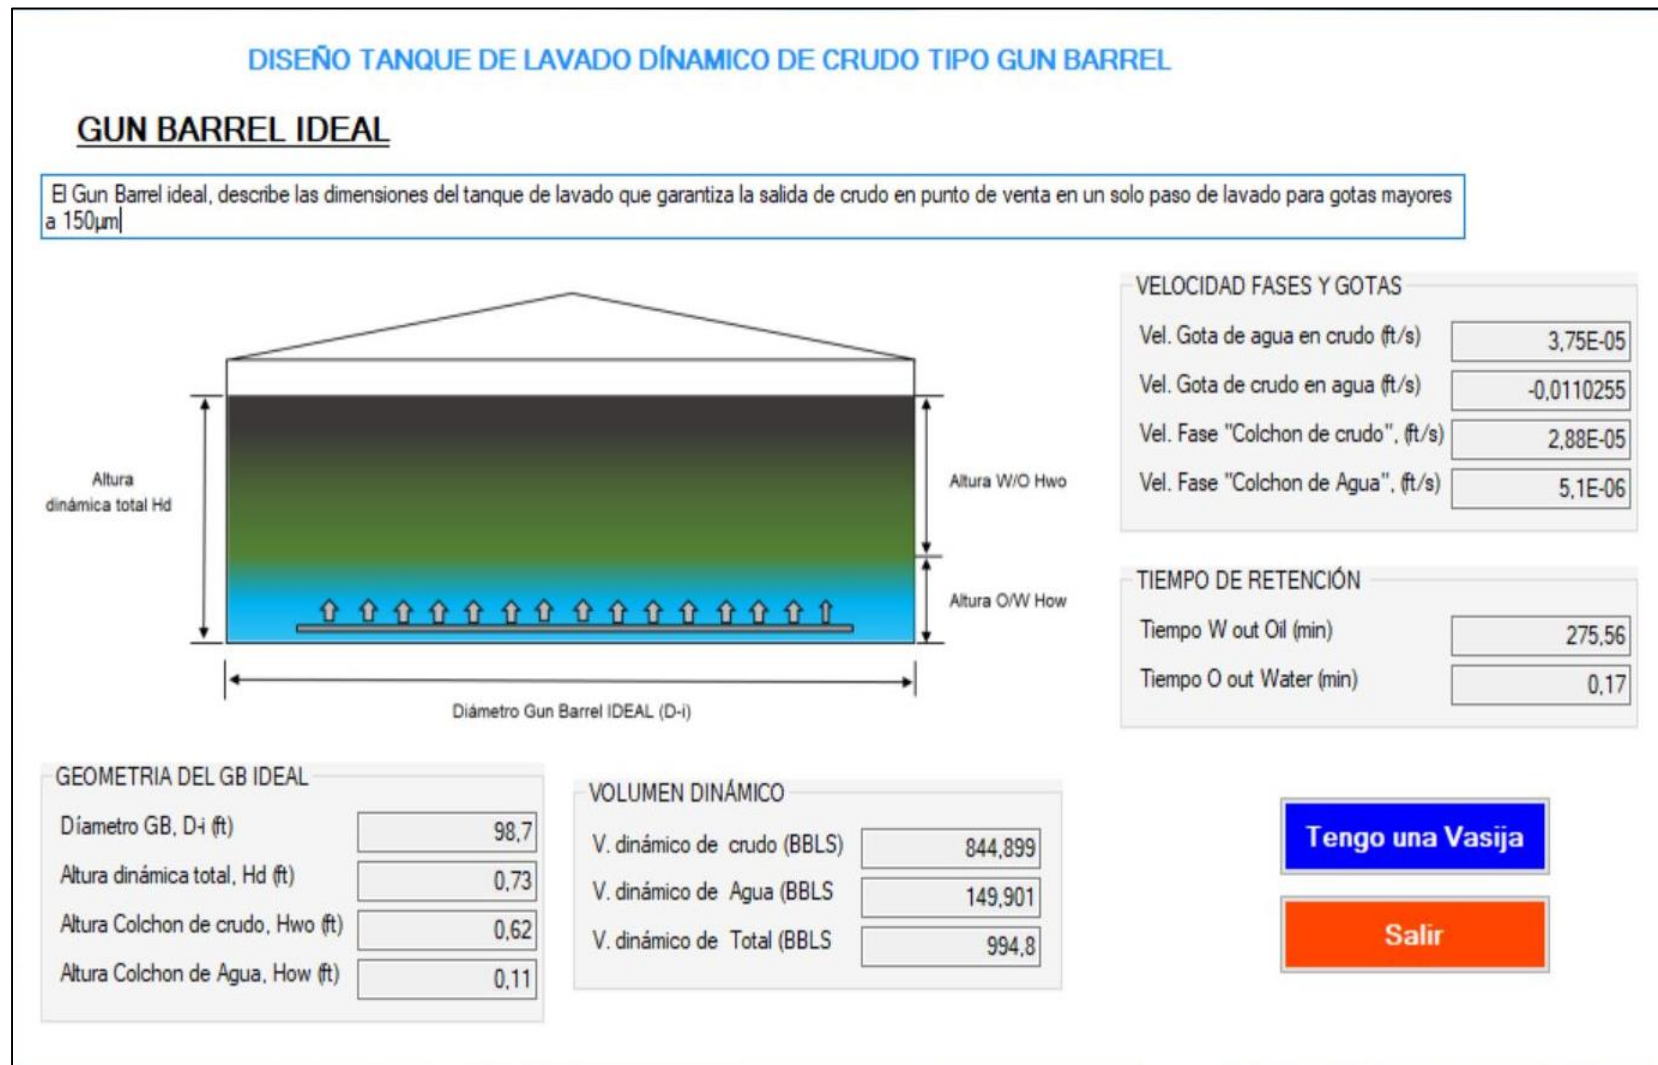 DISEÑO TANQUE DE LAVADO DÍNAMICO DE CRUDO TIPO GUN BARREL
GUN BARREL IDEAL
El Gun Barrel ideal, describe las dimensiones del tanque de lavado que garantiza la salida de crudo en punto de venta en un solo paso de lavado para gotas mayores
a 150µm
Altura
dinámica total Hd
Altura W/O Hwo
Altura O/W How
Diámetro Gun Barrel IDEAL (D-i)
VELOCIDAD FASES Y GOTAS
Vel. Gota de agua en crudo (ft/s) 3,75E-05
Vel. Gota de crudo en agua (ft/s) -0,0110255
Vel. Fase "Colchon de crudo", (ft/s) 2,88E-05
Vel. Fase "Colchon de Agua", (ft/s) 5,1E-06
TIEMPO DE RETENCIÓN
Tiempo W out Oil (min) 275,56
Tiempo O out Water (min) 0,17
GEOMETRIA DEL GB IDEAL
Díametro GB, D-i (ft) 98,7
Altura dinámica total, Hd (ft) 0,73
Altura Colchon de crudo, Hwo (ft) 0,62
Altura Colchon de Agua, How (ft) 0,11
VOLUMEN DINÁMICO
V. dinámico de crudo (BBLS) 844,899
V. dinámico de Agua (BBLS 149,901
V. dinámico de Total (BBLS 994,8
Tengo una Vasija
Salir